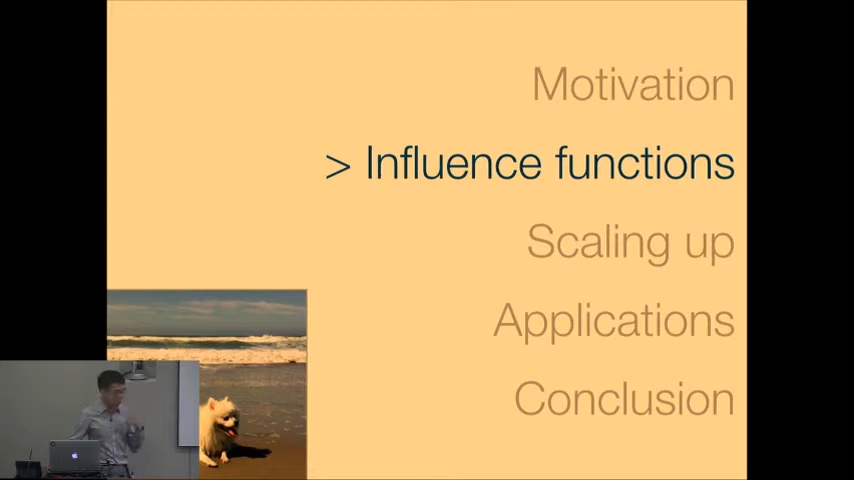 Motivation
> Influence functions
Scaling up
Applications
Conclusion